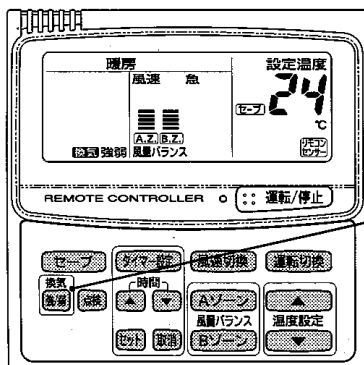 暖房
設定温度
風速 急
セーブ
24
℃
A.Z. B.Z.
換気 強弱 風量バランス
リモコン
センサー
REMOTE CONTROLLER
運転/停止
セーブ タイマー設定 風速切換 運転切換
換気 時間
強/弱 点検 ▲ ▼ Aゾーン ▲
風量バランス 温度設定
セット 取消 Bゾーン ▼